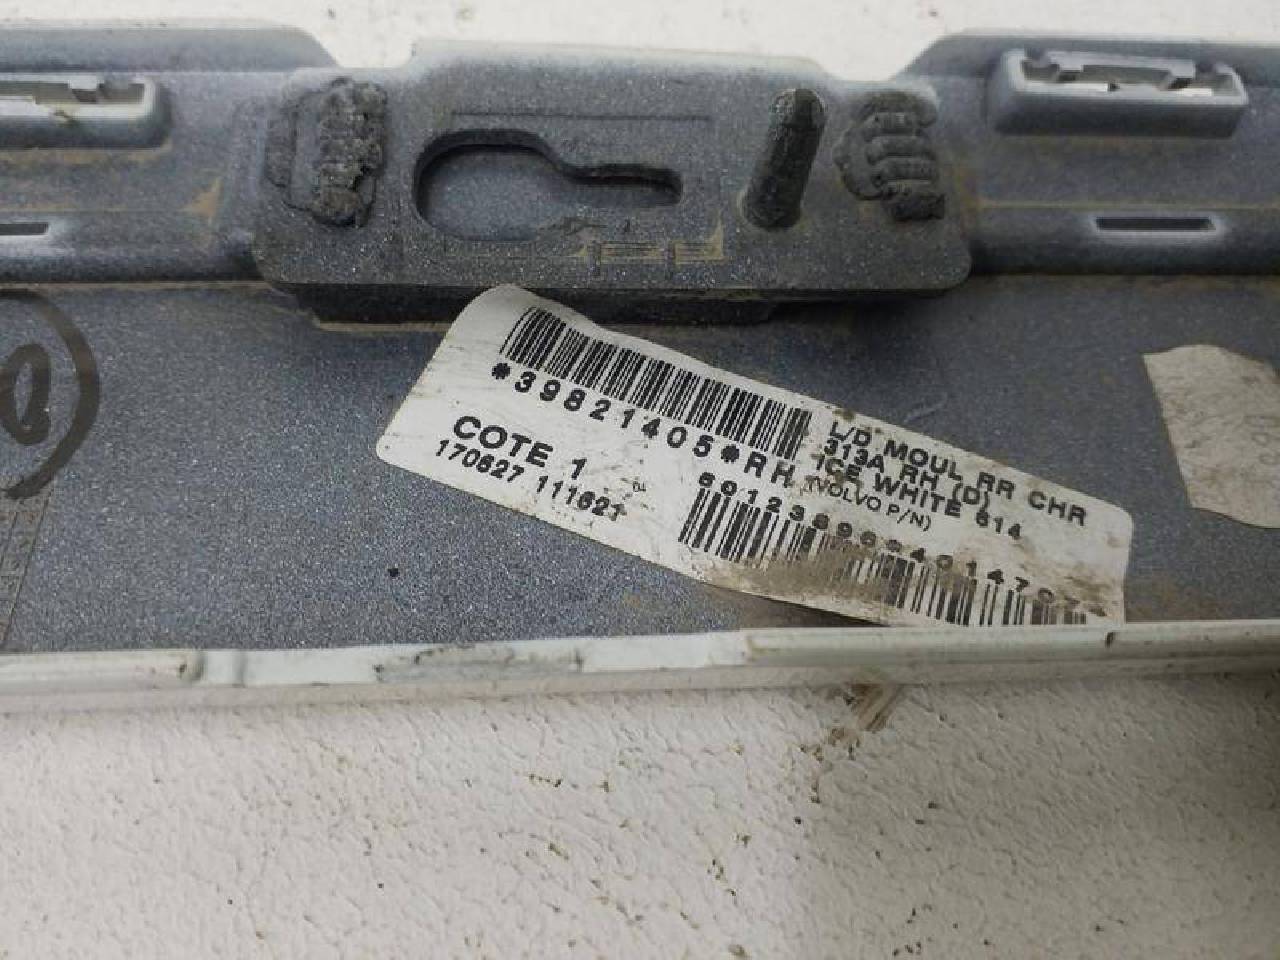 *39821405*RH
COTE 1
170627 111621
L/D MOUL RR CHR
313A RH (D)
ICE WHITE 614
(VOLVO P/N)